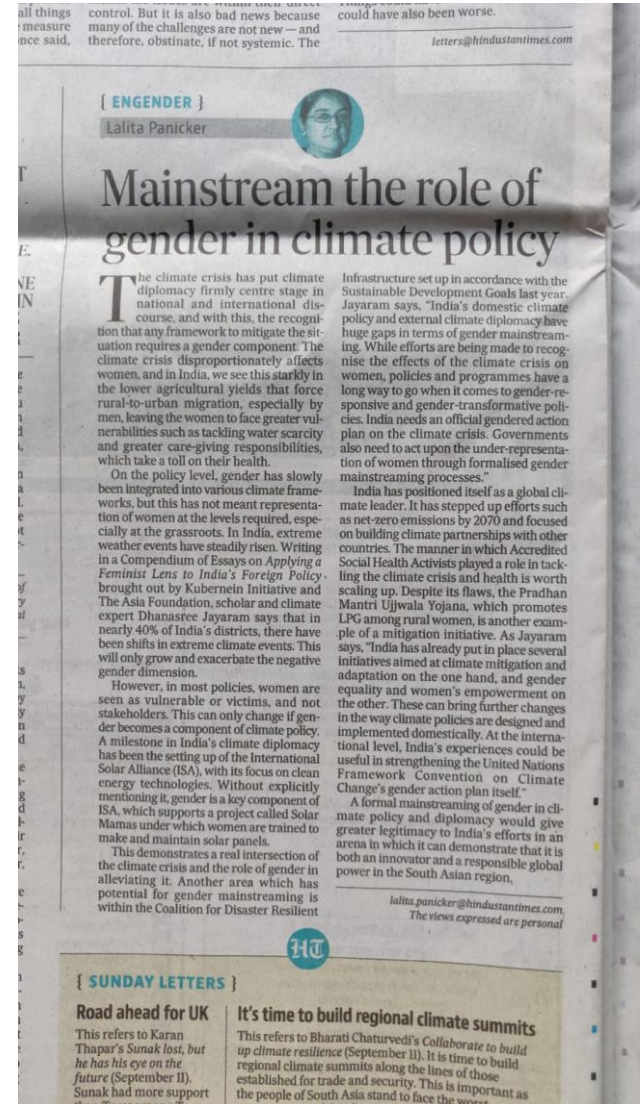 all things
measure
nce said,
control. But it is also bad news because
many of the challenges are not new — and
therefore, obstinate, if not systemic. The
could have also been worse.
letters@hindustantimes.com
{ ENGENDER }
Lalita Panicker
Mainstream the role of
gender in climate policy
The climate crisis has put climate
diplomacy firmly centre stage in
national and international dis-
course, and with this, the recogni-
tion that any framework to mitigate the sit-
uation requires a gender component. The
climate crisis disproportionately affects
women, and in India, we see this starkly in
the lower agricultural yields that force
rural-to-urban migration, especially by
men, leaving the women to face greater vul-
nerabilities such as tackling water scarcity
and greater care-giving responsibilities,
which take a toll on their health.
On the policy level, gender has slowly
been integrated into various climate frame-
works, but this has not meant representa-
tion of women at the levels required, espe-
cially at the grassroots. In India, extreme
weather events have steadily risen. Writing
in a Compendium of Essays on Applying a
Feminist Lens to India's Foreign Policy
brought out by Kubernein Initiative and
The Asia Foundation, scholar and climate
expert Dhanasree Jayaram says that in
nearly 40% of India's districts, there have
been shifts in extreme climate events. This
will only grow and exacerbate the negative
gender dimension.
However, in most policies, women are
seen as vulnerable or victims, and not
stakeholders. This can only change if gen-
der becomes a component of climate policy.
A milestone in India's climate diplomacy
has been the setting up of the International
Solar Alliance (ISA), with its focus on clean
energy technologies. Without explicitly
mentioning it, gender is a key component of
ISA, which supports a project called Solar
Mamas under which women are trained to
make and maintain solar panels.
This demonstrates a real intersection of
the climate crisis and the role of gender in
alleviating it. Another area which has
potential for gender mainstreaming is
within the Coalition for Disaster Resilient
Infrastructure set up in accordance with the
Sustainable Development Goals last year.
Jayaram says, "India's domestic climate
policy and external climate diplomacy have
huge gaps in terms of gender mainstream-
ing. While efforts are being made to recog-
nise the effects of the climate crisis on
women, policies and programmes have a
long way to go when it comes to gender-re-
sponsive and gender-transformative poli-
cies. India needs an official gendered action
plan on the climate crisis. Governments
also need to act upon the under-representa-
tion of women through formalised gender
mainstreaming processes."
India has positioned itself as a global cli-
mate leader. It has stepped up efforts such
as net-zero emissions by 2070 and focused
on building climate partnerships with other
countries. The manner in which Accredited
Social Health Activists played a role in tack-
ling the climate crisis and health is worth
scaling up. Despite its flaws, the Pradhan
Mantri Ujjwala Yojana, which promotes
LPG among rural women, is another exam-
ple of a mitigation initiative. As Jayaram
says, "India has already put in place several
initiatives aimed at climate mitigation and
adaptation on the one hand, and gender
equality and women's empowerment on
the other. These can bring further changes
in the way climate policies are designed and
implemented domestically. At the interna-
tional level, India's experiences could be
useful in strengthening the United Nations
Framework Convention on Climate
Change's gender action plan itself."
A formal mainstreaming of gender in cli-
mate policy and diplomacy would give
greater legitimacy to India's efforts in an
arena in which it can demonstrate that it is
both an innovator and a responsible global
power in the South Asian region.
lalita.panicker@hindustantimes.com
The views expressed are personal
HT
{ SUNDAY LETTERS }
Road ahead for UK
This refers to Karan
Thapar's Sunak lost, but
he has his eye on the
future (September 11).
Sunak had more support
It's time to build regional climate summits
This refers to Bharati Chaturvedi's Collaborate to build
up climate resilience (September 11). It is time to build
regional climate summits along the lines of those
established for trade and security. This is important as
the people of South Asia stand to face the worst